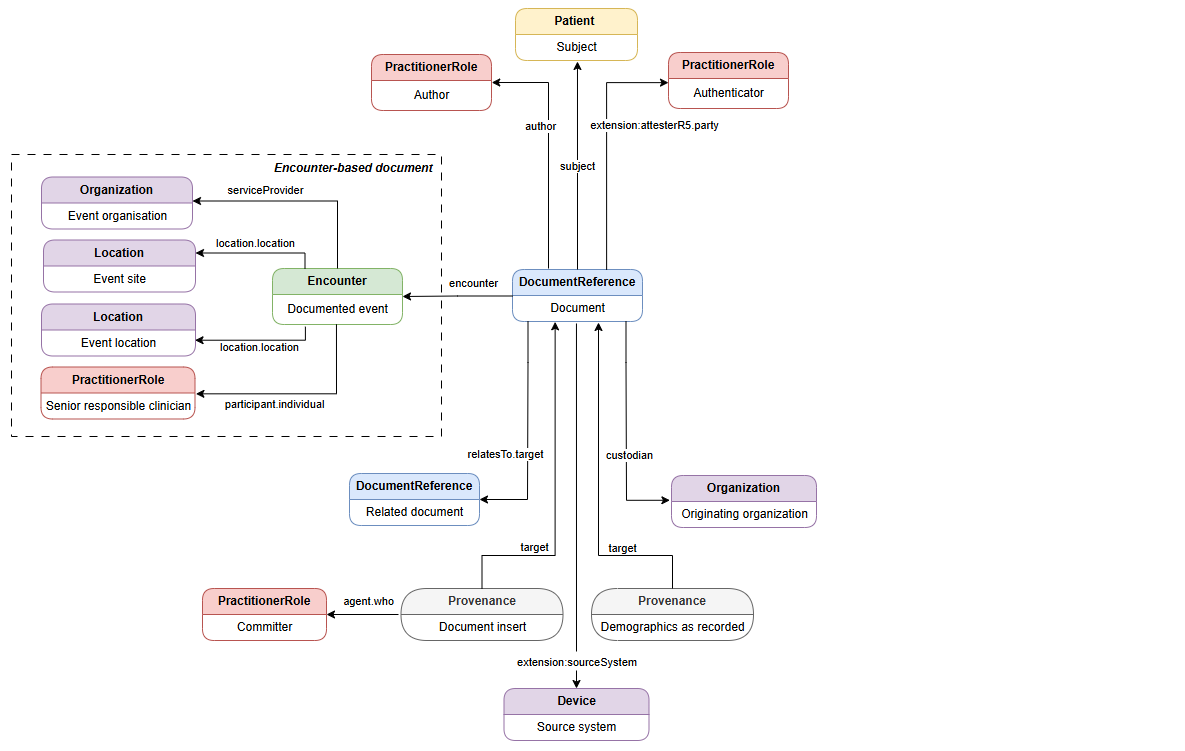 Patient
Subject
PractitionerRole
Author
PractitionerRole
Authenticator
author
extension:attesterR5.party
subject
Encounter-based document
Organization
Event organisation
serviceProvider
location.location
Location
Event site
Encounter
Documented event
encounter
DocumentReference
Document
Location
Event location
location.location
PractitionerRole
Senior responsible clinician
participant.individual
relatesTo.target
custodian
DocumentReference
Related document
Organization
Originating organization
target
target
PractitionerRole
Committer
agent.who
Provenance
Document insert
Provenance
Demographics as recorded
extension:sourceSystem
Device
Source system